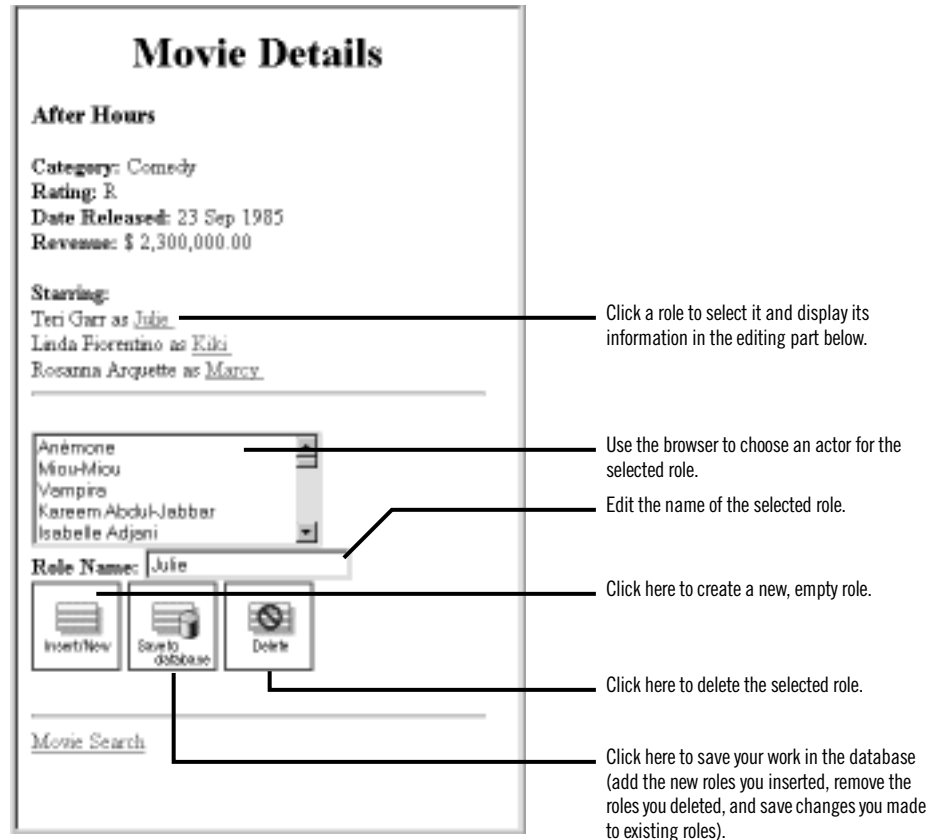 Movie Details
After Hours
Category: Comedy
Rating: R
Date Released: 23 Sep 1985
Revenue: $ 2,300,000.00
Starring:
Teri Garr as Julie
Linda Fiorentino as Kiki
Rosanna Arquette as Marcy
Click a role to select it and display its
information in the editing part below.
Anémone
Miou-Miou
Vampira
Kareem Abdul-Jabbar
Isabelle Adjani
Use the browser to choose an actor for the
selected role.
Edit the name of the selected role.
Role Name: Julie
Insert/New
Save to
database
Delete
Click here to create a new, empty role.
Click here to delete the selected role.
Movie Search
Click here to save your work in the database
(add the new roles you inserted, remove the
roles you deleted, and save changes you made
to existing roles).